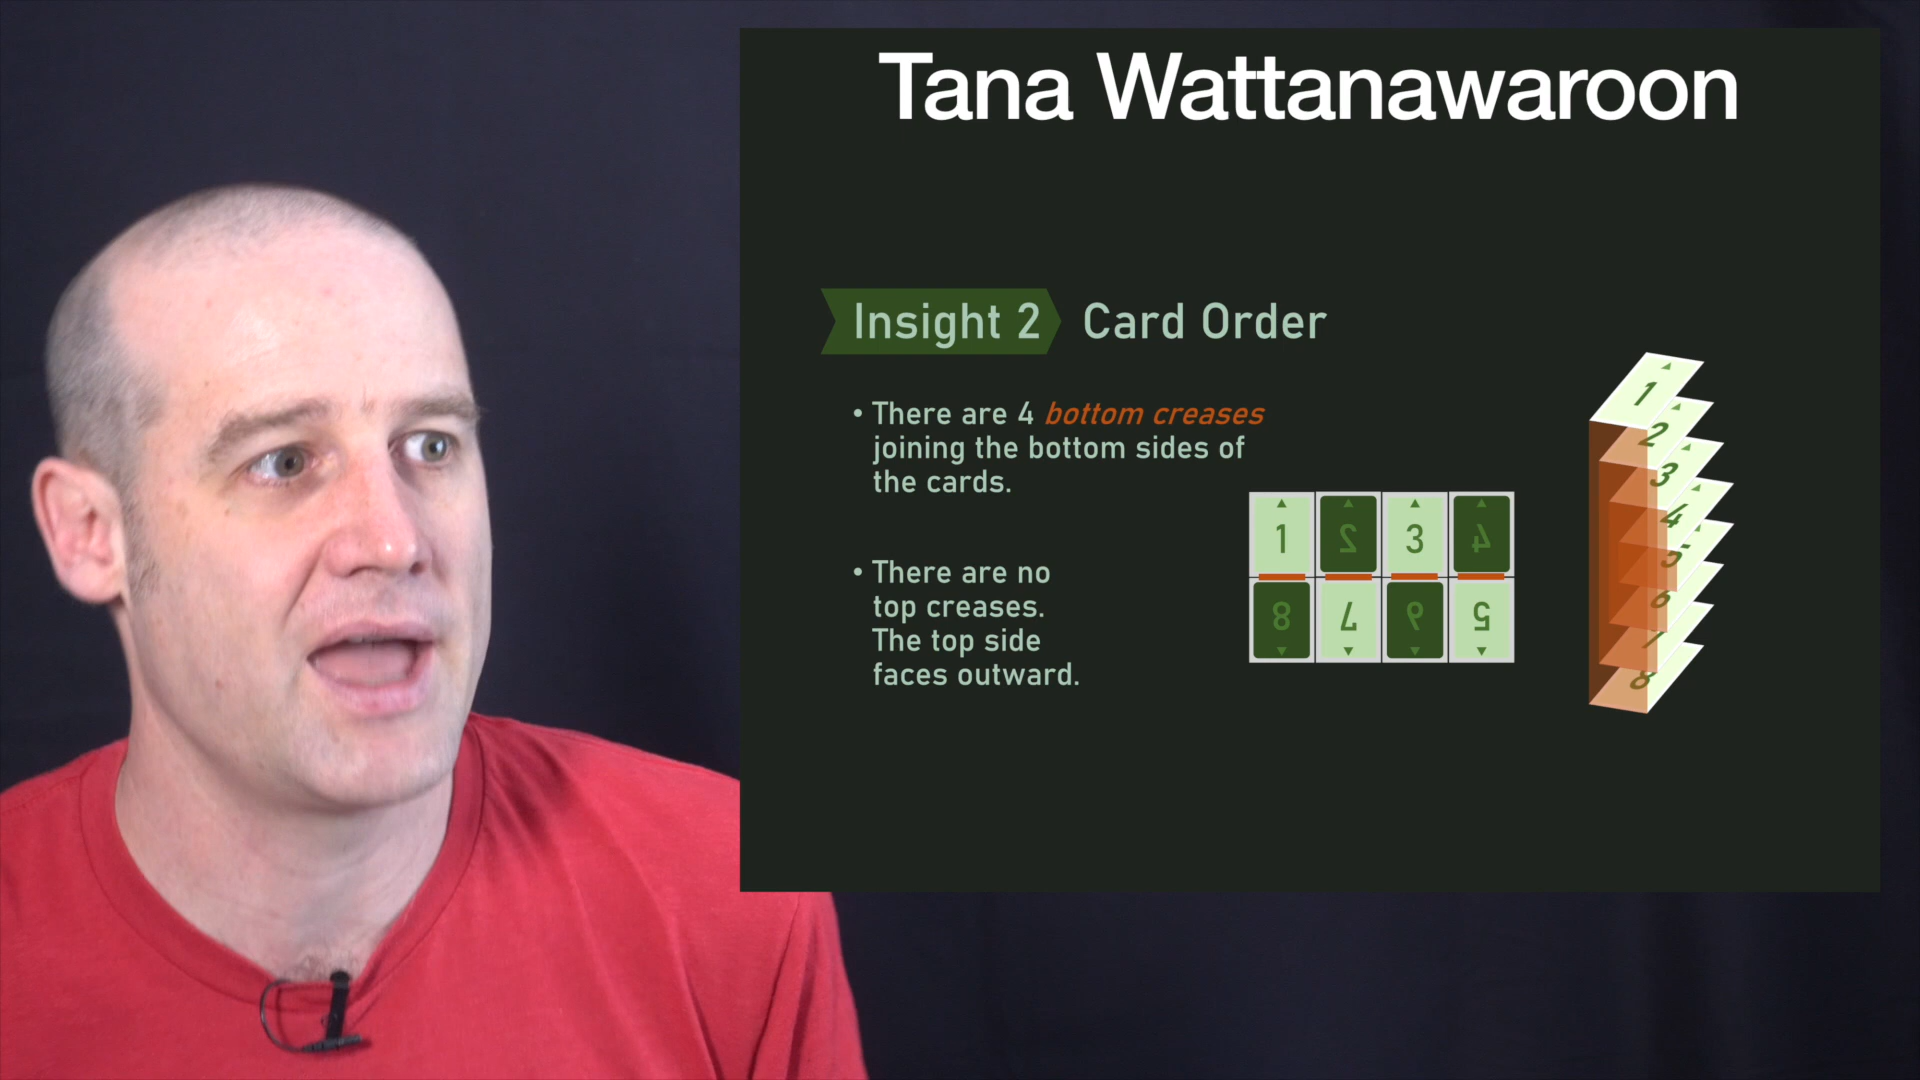 Tana Wattanawaroon
Insight 2 Card Order
• There are 4 bottom creases
joining the bottom sides of
the cards.
• There are no
top creases.
The top side
faces outward.
1 2 3 4
8 7 6 5
1
2
3
4
5
6
7
8